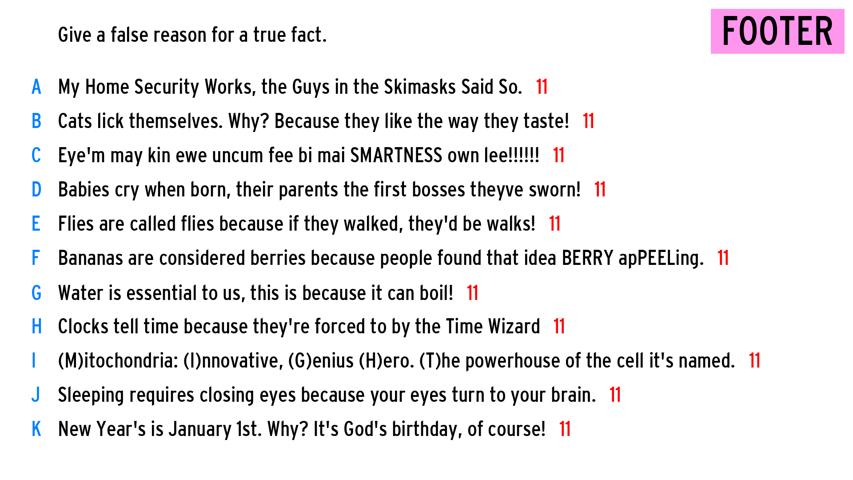 Give a false reason for a true fact.
FOOTER
A My Home Security Works, the Guys in the Skimasks Said So. 11
B Cats lick themselves. Why? Because they like the way they taste! 11
C Eye'm may kin ewe uncum fee bi mai SMARTNESS own lee!!!!!! 11
D Babies cry when born, their parents the first bosses theyve sworn! 11
E Flies are called flies because if they walked, they'd be walks! 11
F Bananas are considered berries because people found that idea BERRY apPEELing. 11
G Water is essential to us, this is because it can boil! 11
H Clocks tell time because they're forced to by the Time Wizard 11
I (M)itochondria: (I)nnovative, (G)enius (H)ero. (T)he powerhouse of the cell it's named. 11
J Sleeping requires closing eyes because your eyes turn to your brain. 11
K New Year's is January 1st. Why? It's God's birthday, of course! 11